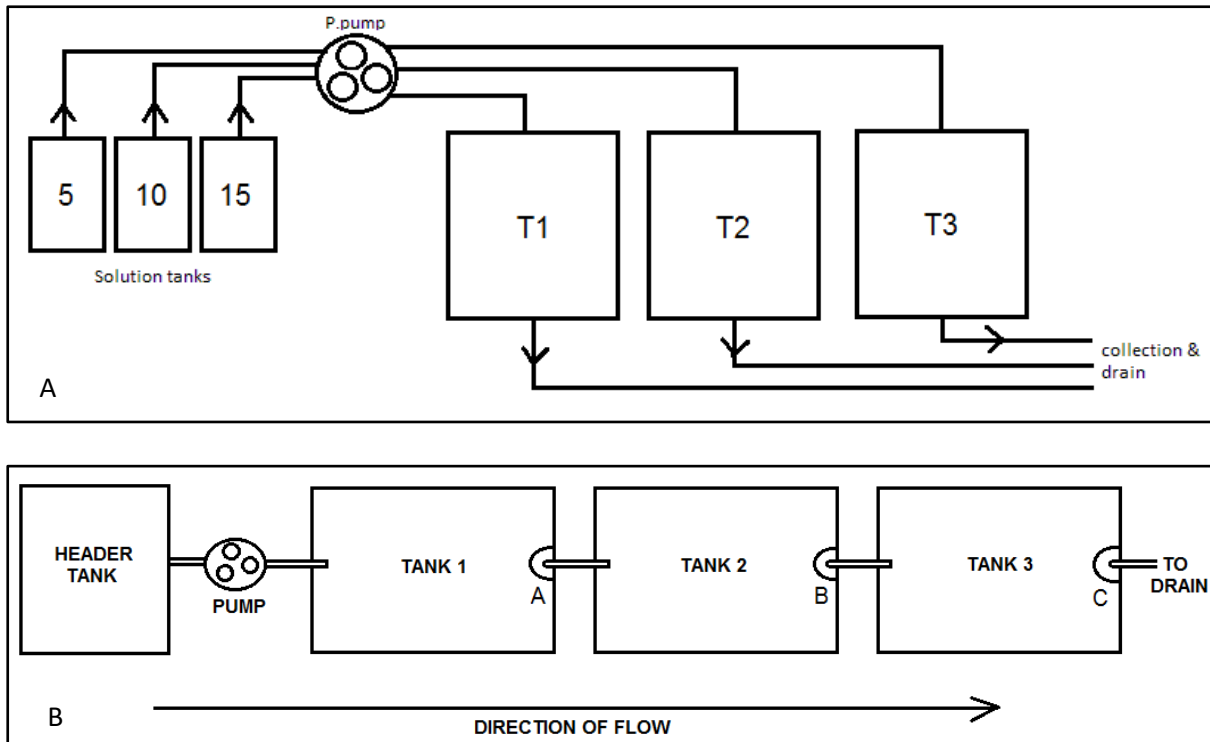 P.pump
5
10
15
Solution tanks
T1
T2
T3
collection &
drain
A
HEADER
TANK
PUMP
TANK 1
A
TANK 2
B
TANK 3
C
TO
DRAIN
B
DIRECTION OF FLOW